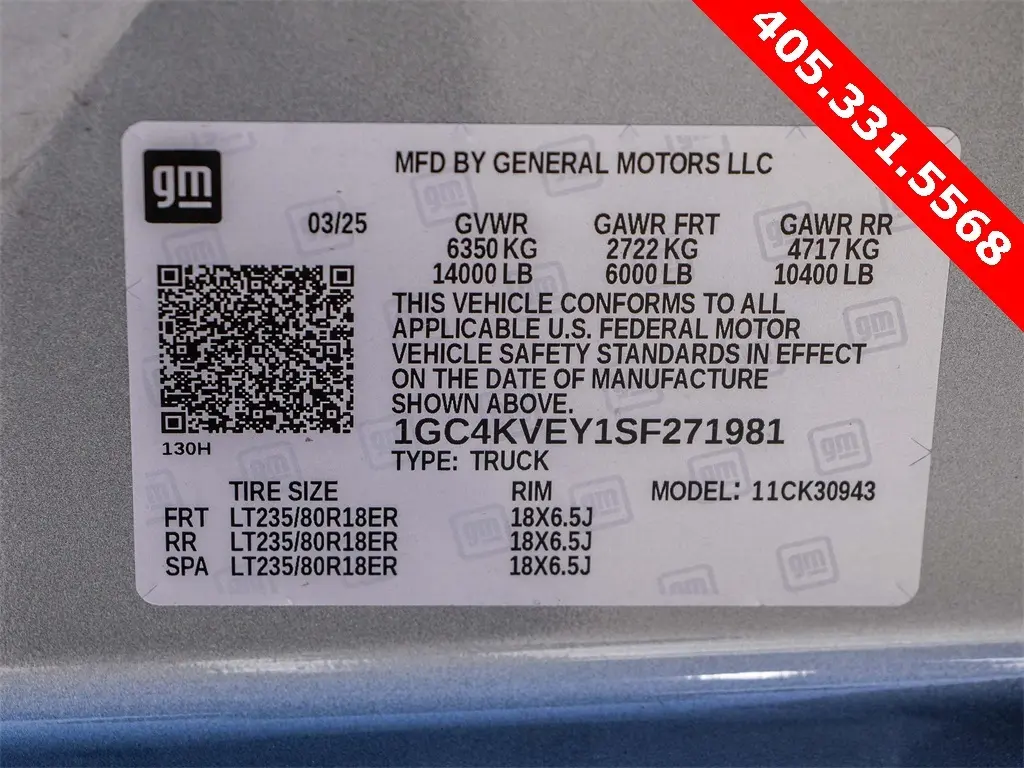 405.331.5568
gm
MFD BY GENERAL MOTORS LLC
03/25 GVWR GAWR FRT GAWR RR
6350 KG 2722 KG 4717 KG
14000 LB 6000 LB 10400 LB
THIS VEHICLE CONFORMS TO ALL
APPLICABLE U.S. FEDERAL MOTOR
VEHICLE SAFETY STANDARDS IN EFFECT
ON THE DATE OF MANUFACTURE
SHOWN ABOVE.
1GC4KVEY1SF271981
130H
TYPE: TRUCK
TIRE SIZE RIM MODEL: 11CK30943
FRT LT235/80R18ER 18X6.5J
RR LT235/80R18ER 18X6.5J
SPA LT235/80R18ER 18X6.5J